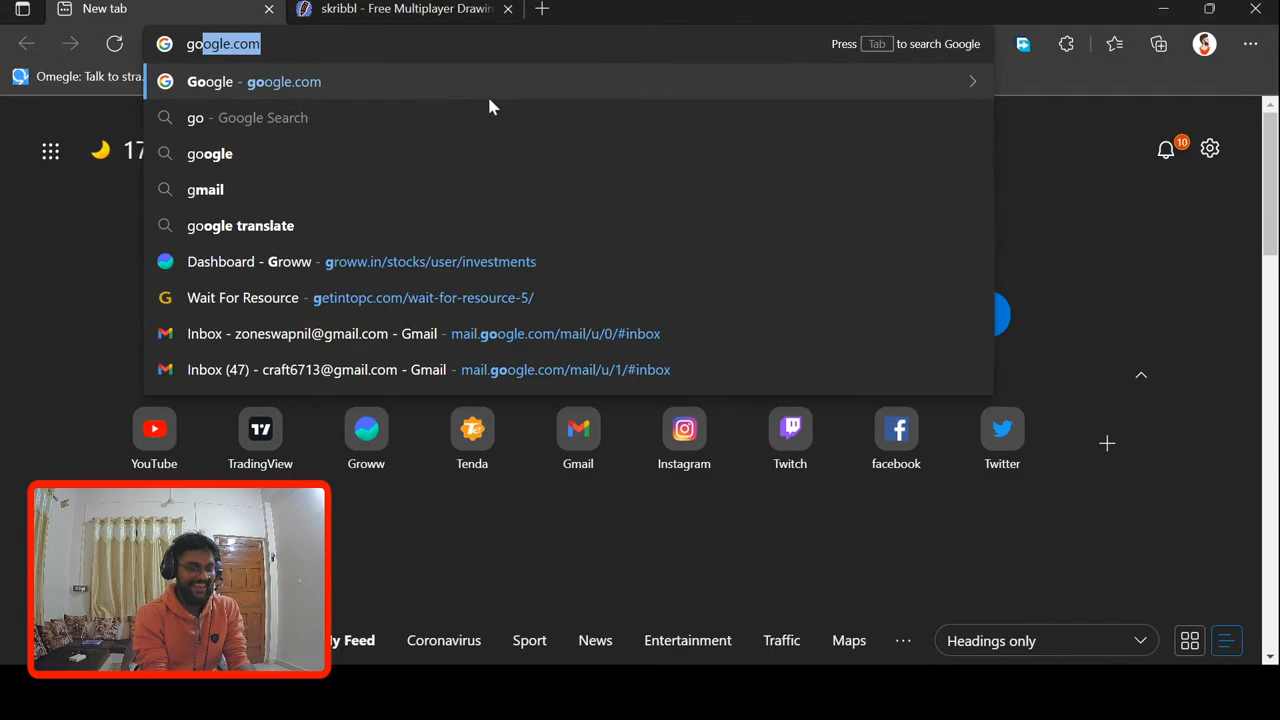 New tab
skribbl - Free Multiplayer Drawin
google.com
Press Tab to search Google
Omegle: Talk to stra
Google - google.com
go - Google Search
google
gmail
google translate
Dashboard - Groww - groww.in/stocks/user/investments
Wait For Resource - getintopc.com/wait-for-resource-5/
Inbox - zoneswapnil@gmail.com - Gmail - mail.google.com/mail/u/0/#inbox
Inbox (47) - craft6713@gmail.com - Gmail - mail.google.com/mail/u/1/#inbox
17
10
YouTube
TradingView
Groww
Tenda
Gmail
Instagram
Twitch
facebook
Twitter
y Feed
Coronavirus
Sport
News
Entertainment
Traffic
Maps
Headings only